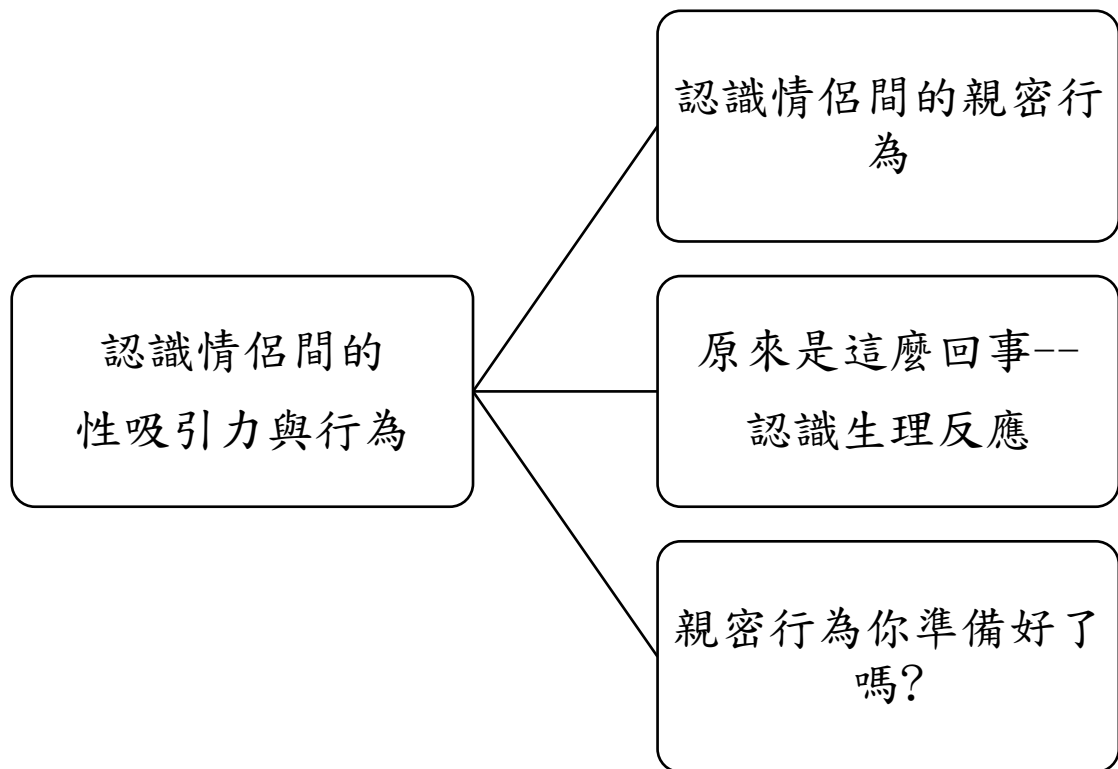 認識情侶間的
性吸引力與行為
認識情侶間的親密行
為
原來是這麼回事--
認識生理反應
親密行為你準備好了
嗎?